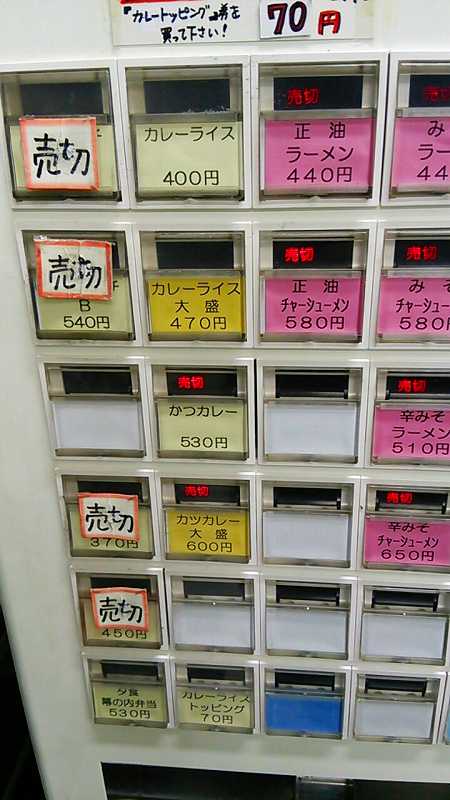 『カレートッピング』券を
買って下さい！
70円
売切
カレーライス
400円
売切
正油
ラーメン
440円
売切
み
ラー
44
売切
B
540円
カレーライス
大盛
470円
売切
正油
ﾁｬｰｼｭｰﾒﾝ
580円
売切
みそ
ﾁｬｰｼｭｰﾒﾝ
580
売切
かつカレー
530円
売切
辛みそ
ラーメン
510円
売切
370円
売切
カツカレー
大盛
600円
売切
辛みそ
ﾁｬｰｼｭｰﾒﾝ
650円
売切
450円
夕食
幕の内弁当
530円
カレーライス
トッピング
70円